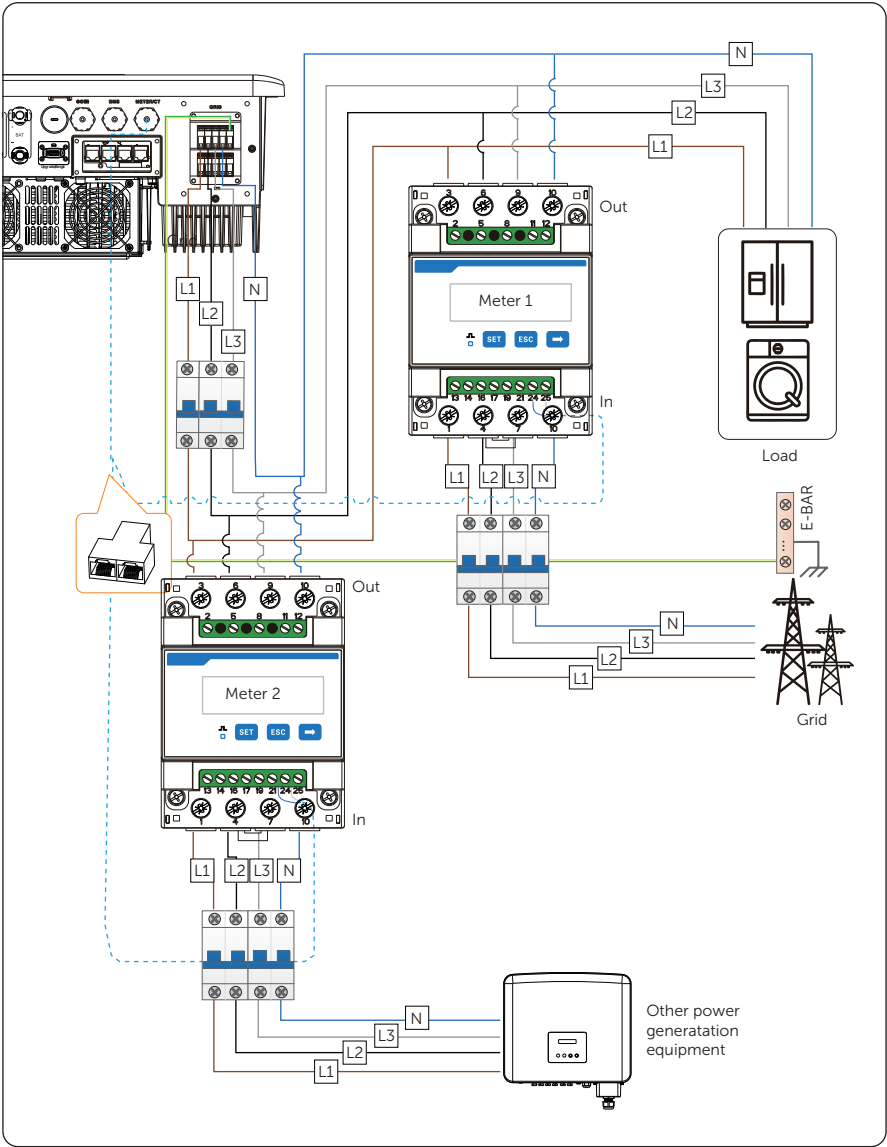 N
L3
L2
L1
COM
METER/CT
GRID
BAT
Grid
L1
N
L2
L3
3
6
9
10
Out
2
5
8
11
12
Meter 1
SET
ESC
13
14
16
17
19
21
24
25
In
1
4
7
10
L1
L2
L3
N
Load
E-BAR
3
6
9
10
Out
2
5
8
11
12
N
L3
L2
L1
Grid
Meter 2
SET
ESC
13
14
16
17
19
21
24
25
In
1
4
7
10
L1
L2
L3
N
Other power
generatation
equipment
N
L3
L2
L1